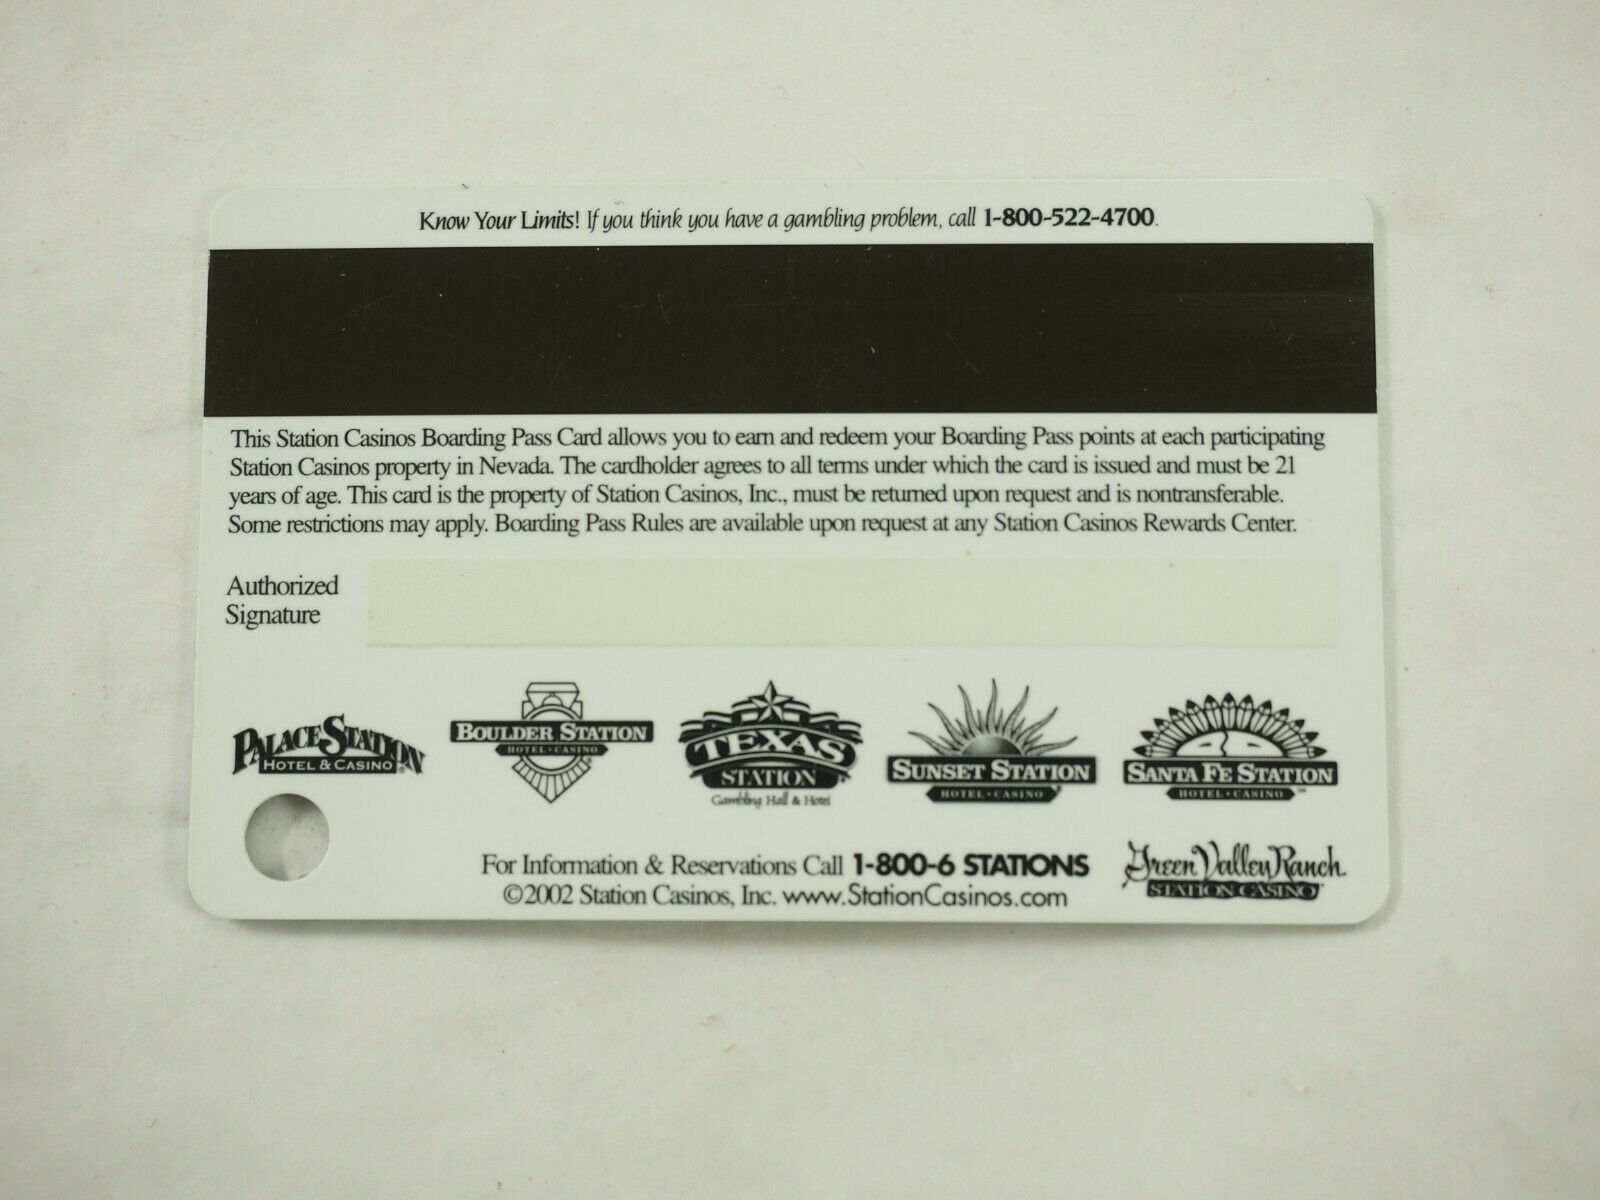 Know Your Limits! If you think you have a gambling problem, call 1-800-522-4700.
This Station Casinos Boarding Pass Card allows you to earn and redeem your Boarding Pass points at each participating
Station Casinos property in Nevada. The cardholder agrees to all terms under which the card is issued and must be 21
years of age. This card is the property of Station Casinos, Inc., must be returned upon request and is nontransferable.
Some restrictions may apply. Boarding Pass Rules are available upon request at any Station Casinos Rewards Center.
Authorized
Signature
PALACE STATION
HOTEL & CASINO®
BOULDER STATION
HOTEL • CASINO
®
TEXAS
STATION
Gambling Hall & Hotel
SUNSET STATION
HOTEL • CASINO
SANTA FE STATION
HOTEL • CASINO ™
For Information & Reservations Call 1-800-6 STATIONS
©2002 Station Casinos, Inc. www.StationCasinos.com
Green Valley Ranch
STATION CASINO